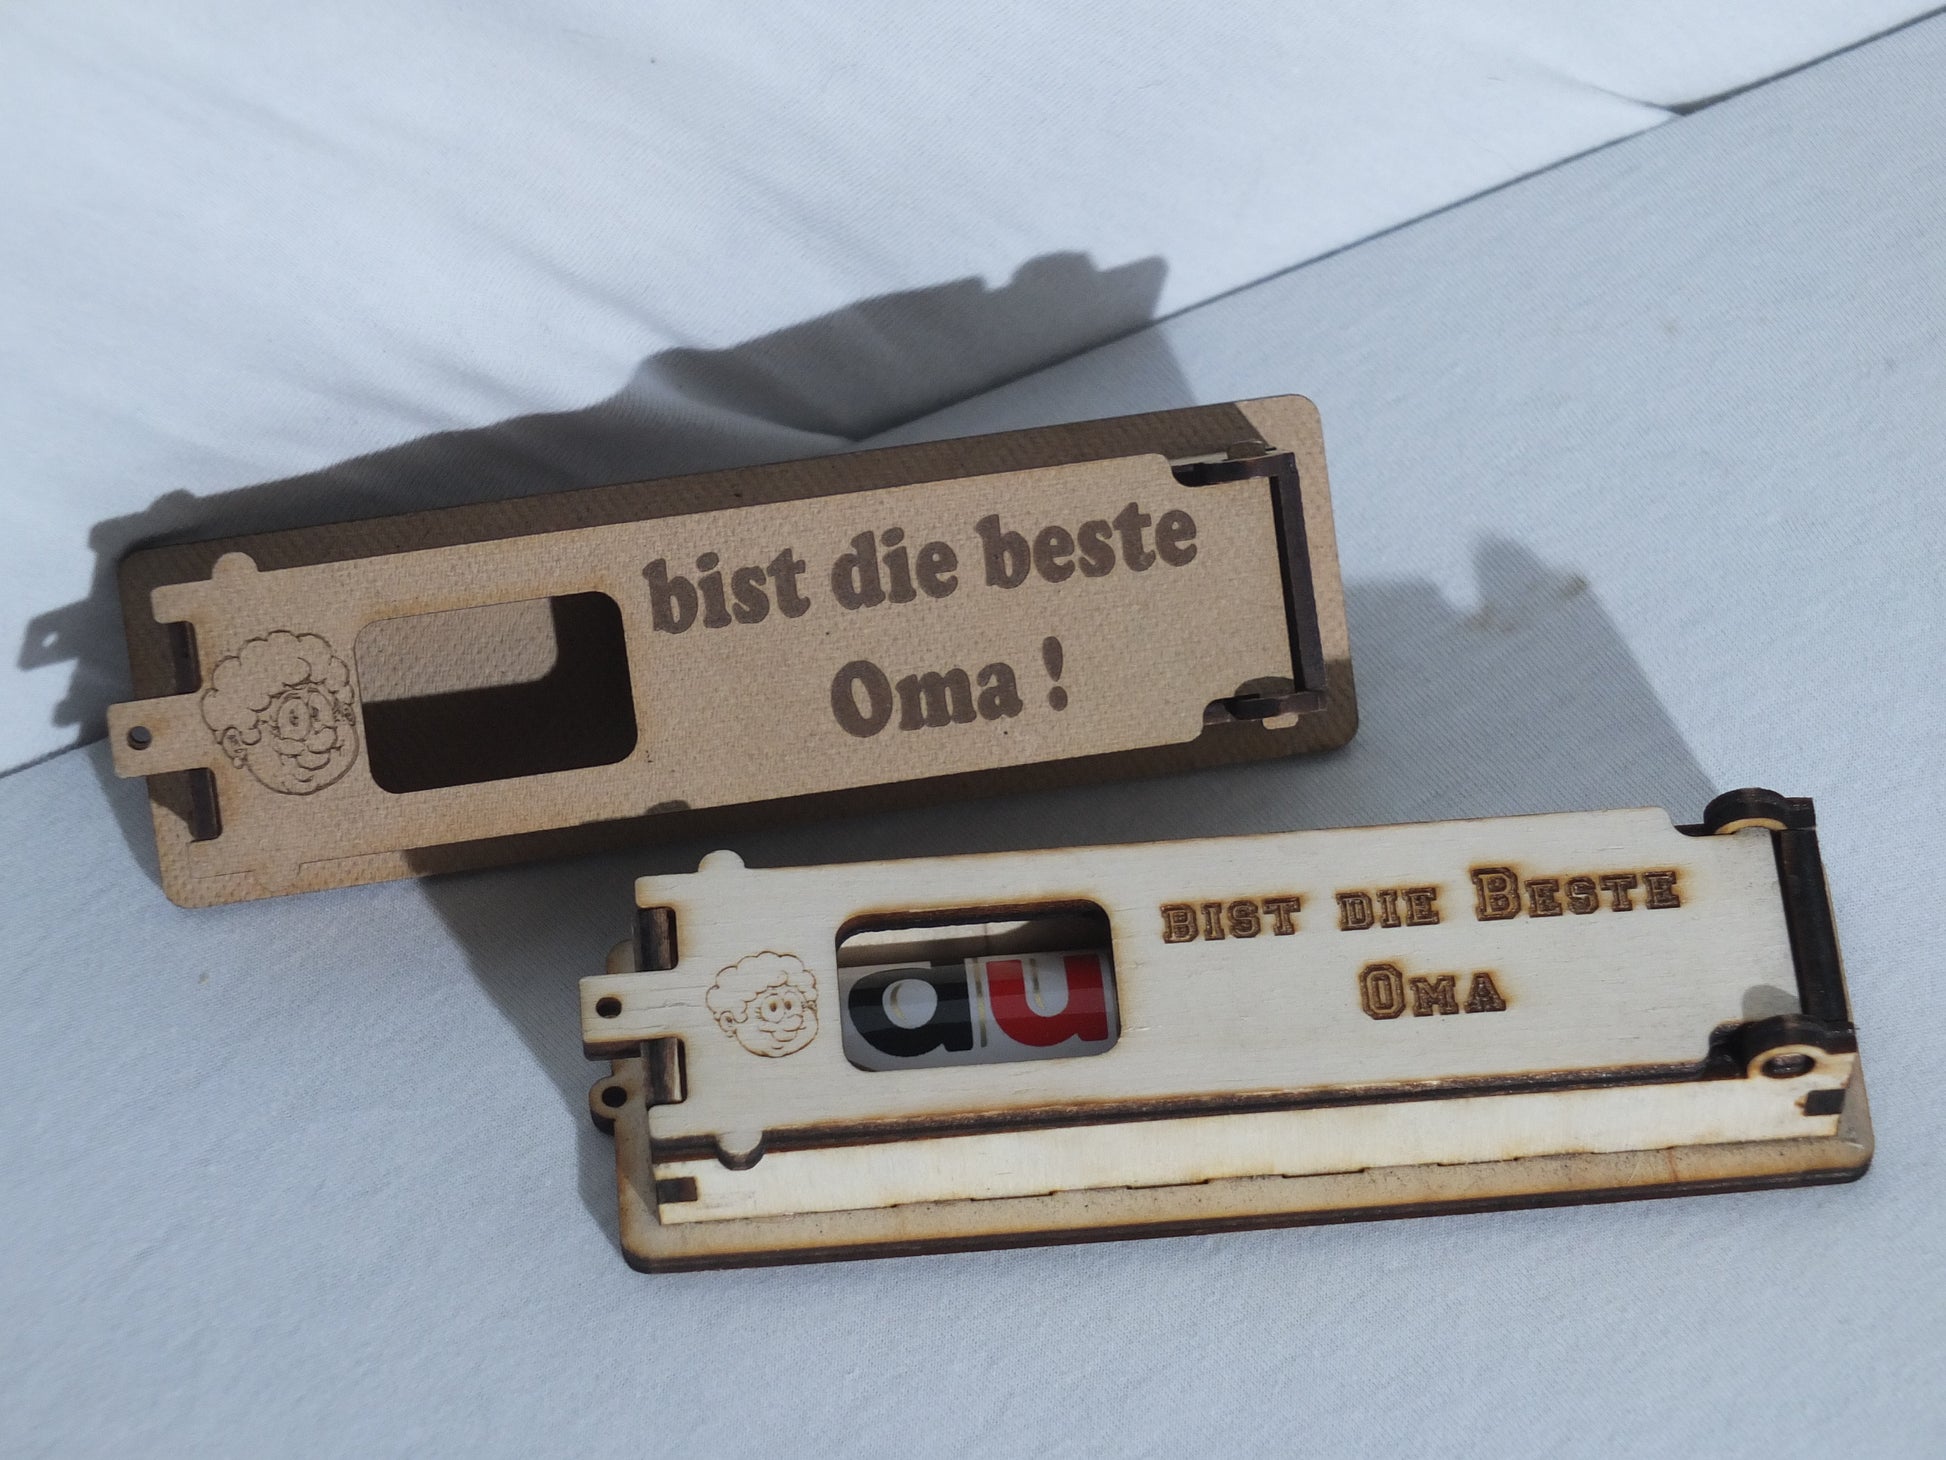 bist die beste
Oma !
BIST DIE BESTE
OMA
du